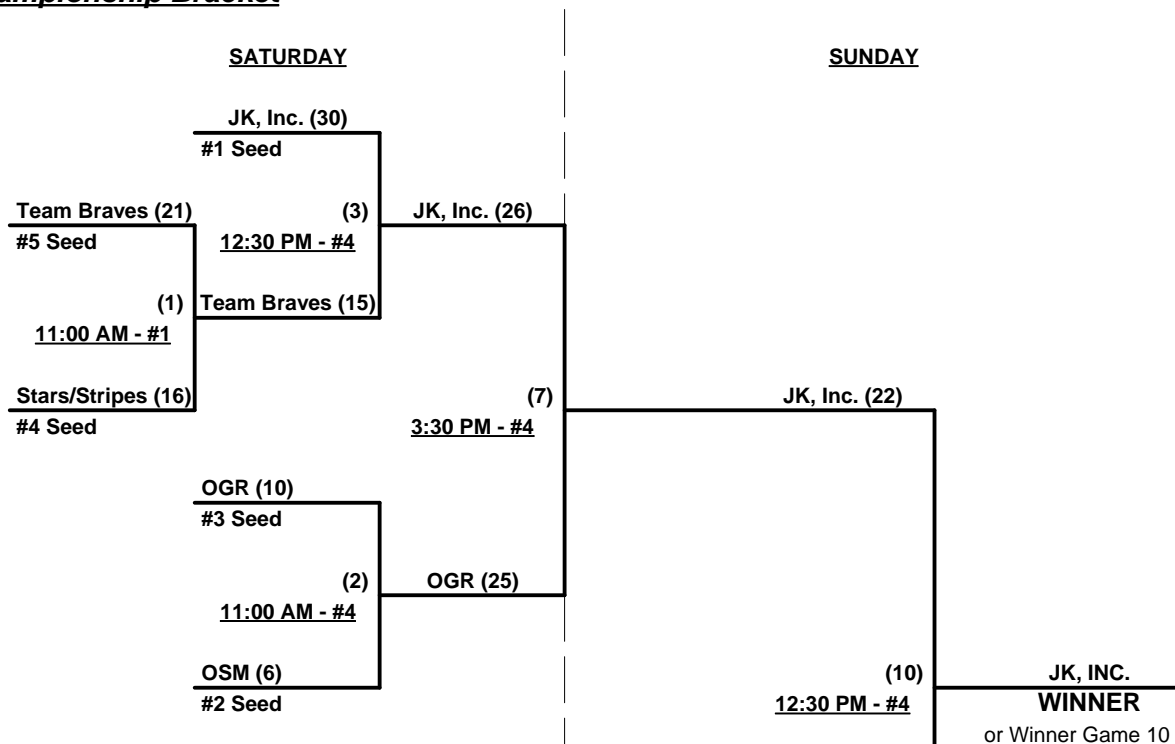 SATURDAY
SUNDAY
JK, Inc. (30)
#1 Seed
Team Braves (21)
(3)
JK, Inc. (26)
#5 Seed
12:30 PM - #4
(1)
Team Braves (15)
11:00 AM - #1
Stars/Stripes (16)
(7)
JK, Inc. (22)
#4 Seed
3:30 PM - #4
OGR (10)
#3 Seed
(2)
OGR (25)
11:00 AM - #4
OSM (6)
(10)
JK, INC.
#2 Seed
12:30 PM - #4
WINNER
or Winner Game 10